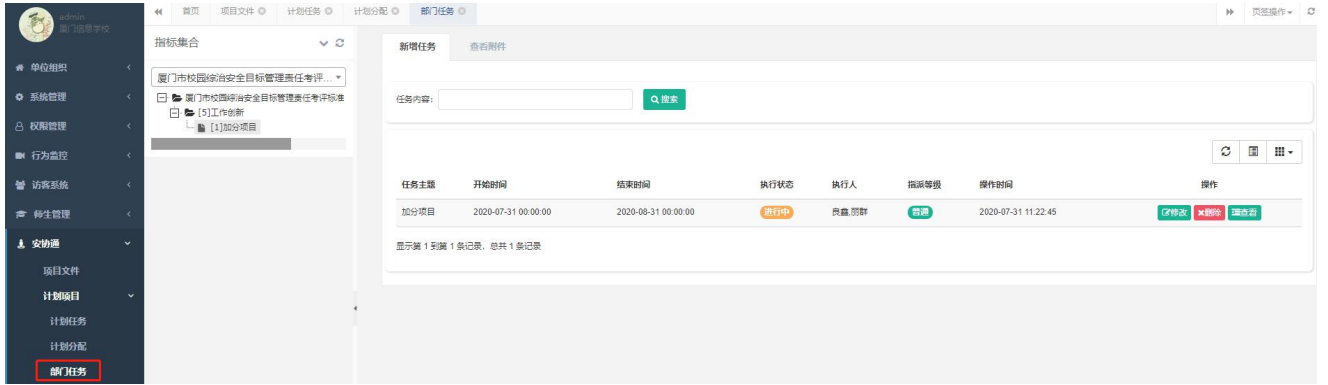 admin
厦门信息学校
单位组织
系统管理
权限管理
行为监控
访客系统
师生管理
安协通
项目文件
计划项目
计划任务
计划分配
部门任务
首页 项目文件 计划任务 计划分配 部门任务 页签操作
指标集合
厦门市校园综治安全目标管理责任考评...
厦门市校园综治安全目标管理责任考评标准
[5]工作创新
[1]加分项目
新增任务 查看附件
任务内容: 搜索
任务主题 开始时间 结束时间 执行状态 执行人 指派等级 操作时间 操作
加分项目 2020-07-31 00:00:00 2020-08-31 00:00:00 进行中 良鑫,丽群 普通 2020-07-31 11:22:45 修改 删除 查看
显示第 1 到第 1 条记录，总共 1 条记录